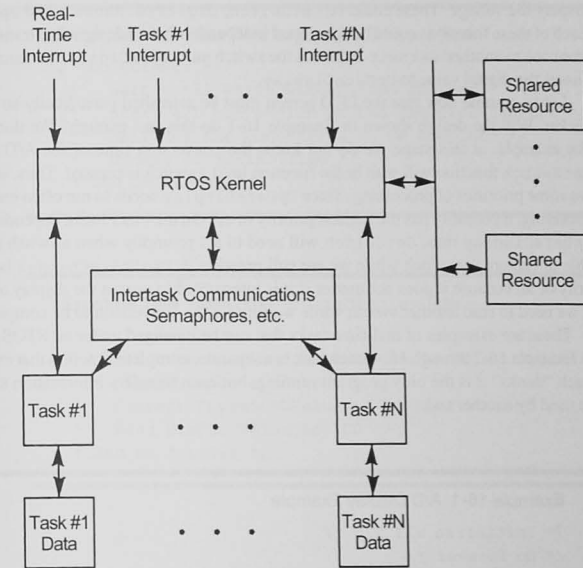 Real-
Time
Interrupt
Task #1
Interrupt
Task #N
Interrupt
Shared
Resource
RTOS Kernel
Shared
Resource
Intertask Communications
Semaphores, etc.
Task #1
Task #N
Task #1
Data
Task #N
Data